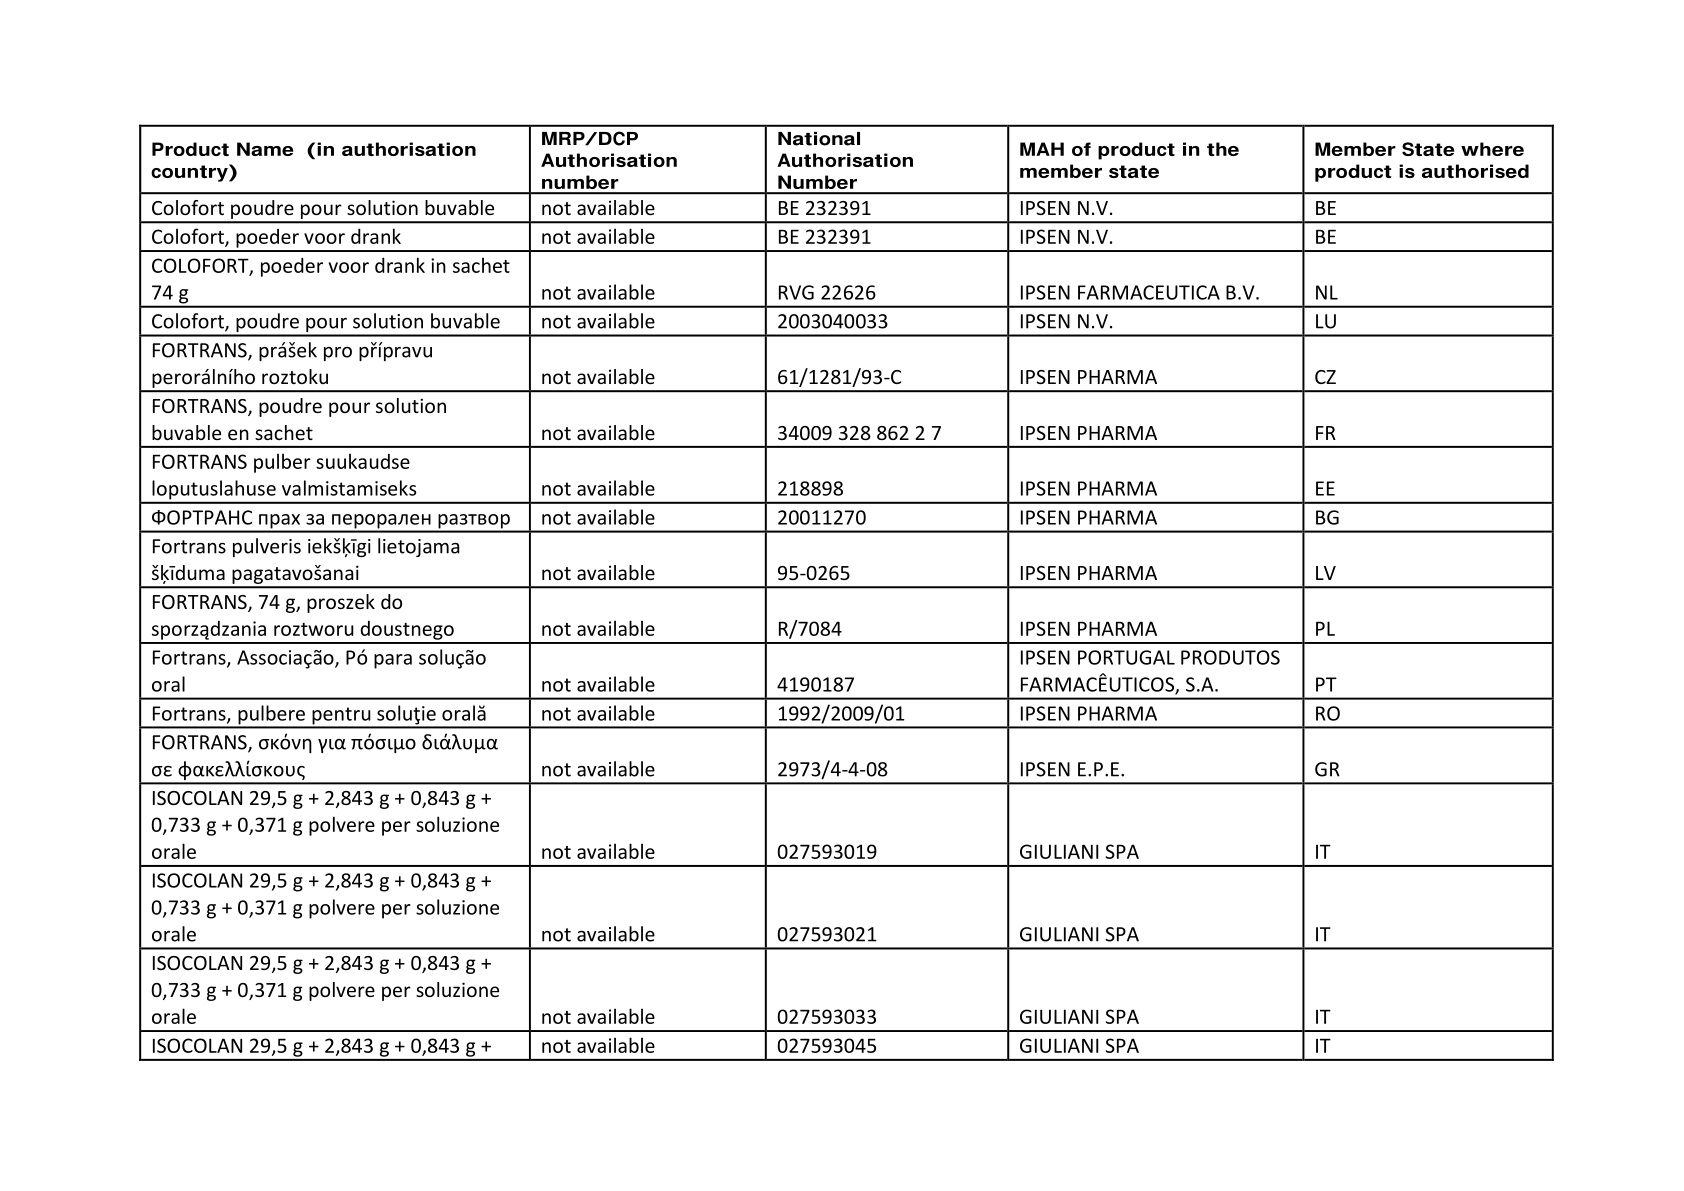 Product Name  (in authorisation country)	MRP/DCP Authorisation number	National Authorisation Number	MAH of product in the member state	Member State where product is authorised
Colofort poudre pour solution buvable	not available	BE 232391	IPSEN N.V.	BE
Colofort, poeder voor drank	not available	BE 232391	IPSEN N.V.	BE
COLOFORT, poeder voor drank in sachet
74 g	not available	RVG 22626	IPSEN FARMACEUTICA B.V.	NL
Colofort, poudre pour solution buvable	not available	2003040033	IPSEN N.V.	LU
FORTRANS, prášek pro přípravu
perorálního roztoku	not available	61/1281/93-C	IPSEN PHARMA	CZ
FORTRANS, poudre pour solution
buvable en sachet	not available	34009 328 862 2 7	IPSEN PHARMA	FR
FORTRANS pulber suukaudse
loputuslahuse valmistamiseks	not available	218898	IPSEN PHARMA	EE
ФОРТРАНС прах за перорален разтвор	not available	20011270	IPSEN PHARMA	BG
Fortrans pulveris iekšķīgi lietojama
šķīduma pagatavošanai	not available	95-0265	IPSEN PHARMA	LV
FORTRANS, 74 g, proszek do
sporządzania roztworu doustnego	not available	R/7084	IPSEN PHARMA	PL
Fortrans, Associação, Pó para solução	IPSEN PORTUGAL PRODUTOS
oral	not available	4190187	FARMACÊUTICOS, S.A.	PT
Fortrans, pulbere pentru soluţie orală	not available	1992/2009/01	IPSEN PHARMA	RO
FORTRANS, σκόνη για πόσιμο διάλυμα
σε φακελλίσκους	not available	2973/4-4-08	IPSEN E.P.E.	GR
ISOCOLAN 29,5 g + 2,843 g + 0,843 g +
0,733 g + 0,371 g polvere per soluzione
orale	not available	027593019	GIULIANI SPA	IT
ISOCOLAN 29,5 g + 2,843 g + 0,843 g +
0,733 g + 0,371 g polvere per soluzione
orale	not available	027593021	GIULIANI SPA	IT
ISOCOLAN 29,5 g + 2,843 g + 0,843 g +
0,733 g + 0,371 g polvere per soluzione
orale	not available	027593033	GIULIANI SPA	IT
ISOCOLAN 29,5 g + 2,843 g + 0,843 g +	not available	027593045	GIULIANI SPA	IT